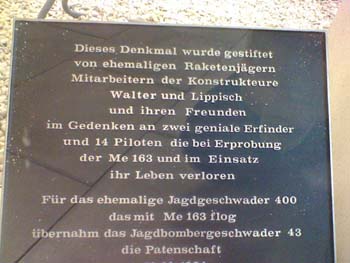 Dieses Denkmal wurde gestiftet
von ehemaligen Raketenjägern
Mitarbeitern der Konstrukteure
Walter und Lippisch
und ihren Freunden
im Gedenken an zwei geniale Erfinder
und 14 Piloten die bei Erprobung
der Me 163 und im Einsatz
ihr Leben verloren
Für das ehemalige Jagdgeschwader 400
das mit Me 163 flog
übernahm das Jagdbombergeschwader 43
die Patenschaft